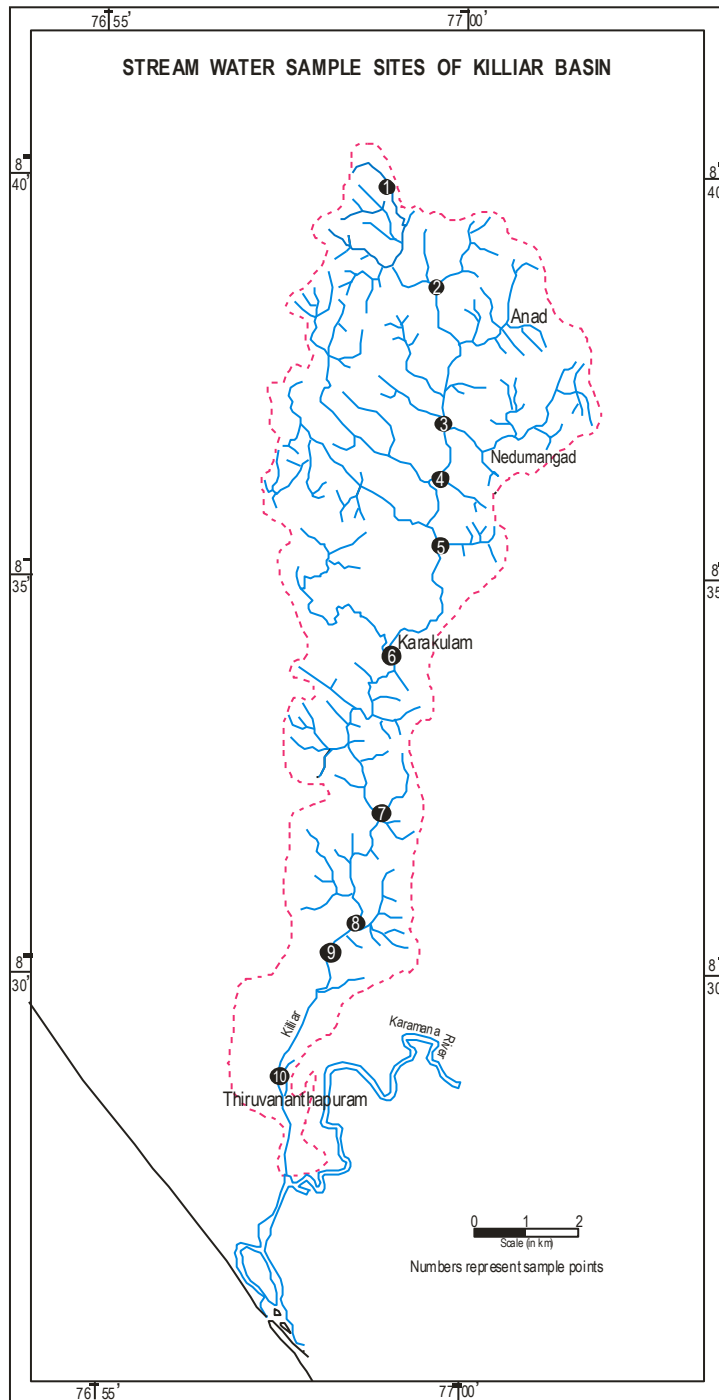 76 55' 77 00'
STREAM WATER SAMPLE SITES OF KILLIAR BASIN
8
40'
8
40'
1
2
Anad
3
Nedumangad
4
5
8
35'
8
35'
Karakulam
6
7
8
9
8
30'
8
30'
Killiar
Karamana River
10
Thiruvananthapuram
0 1 2
Scale (in km)
Numbers represent sample points
76 55' 77 00'